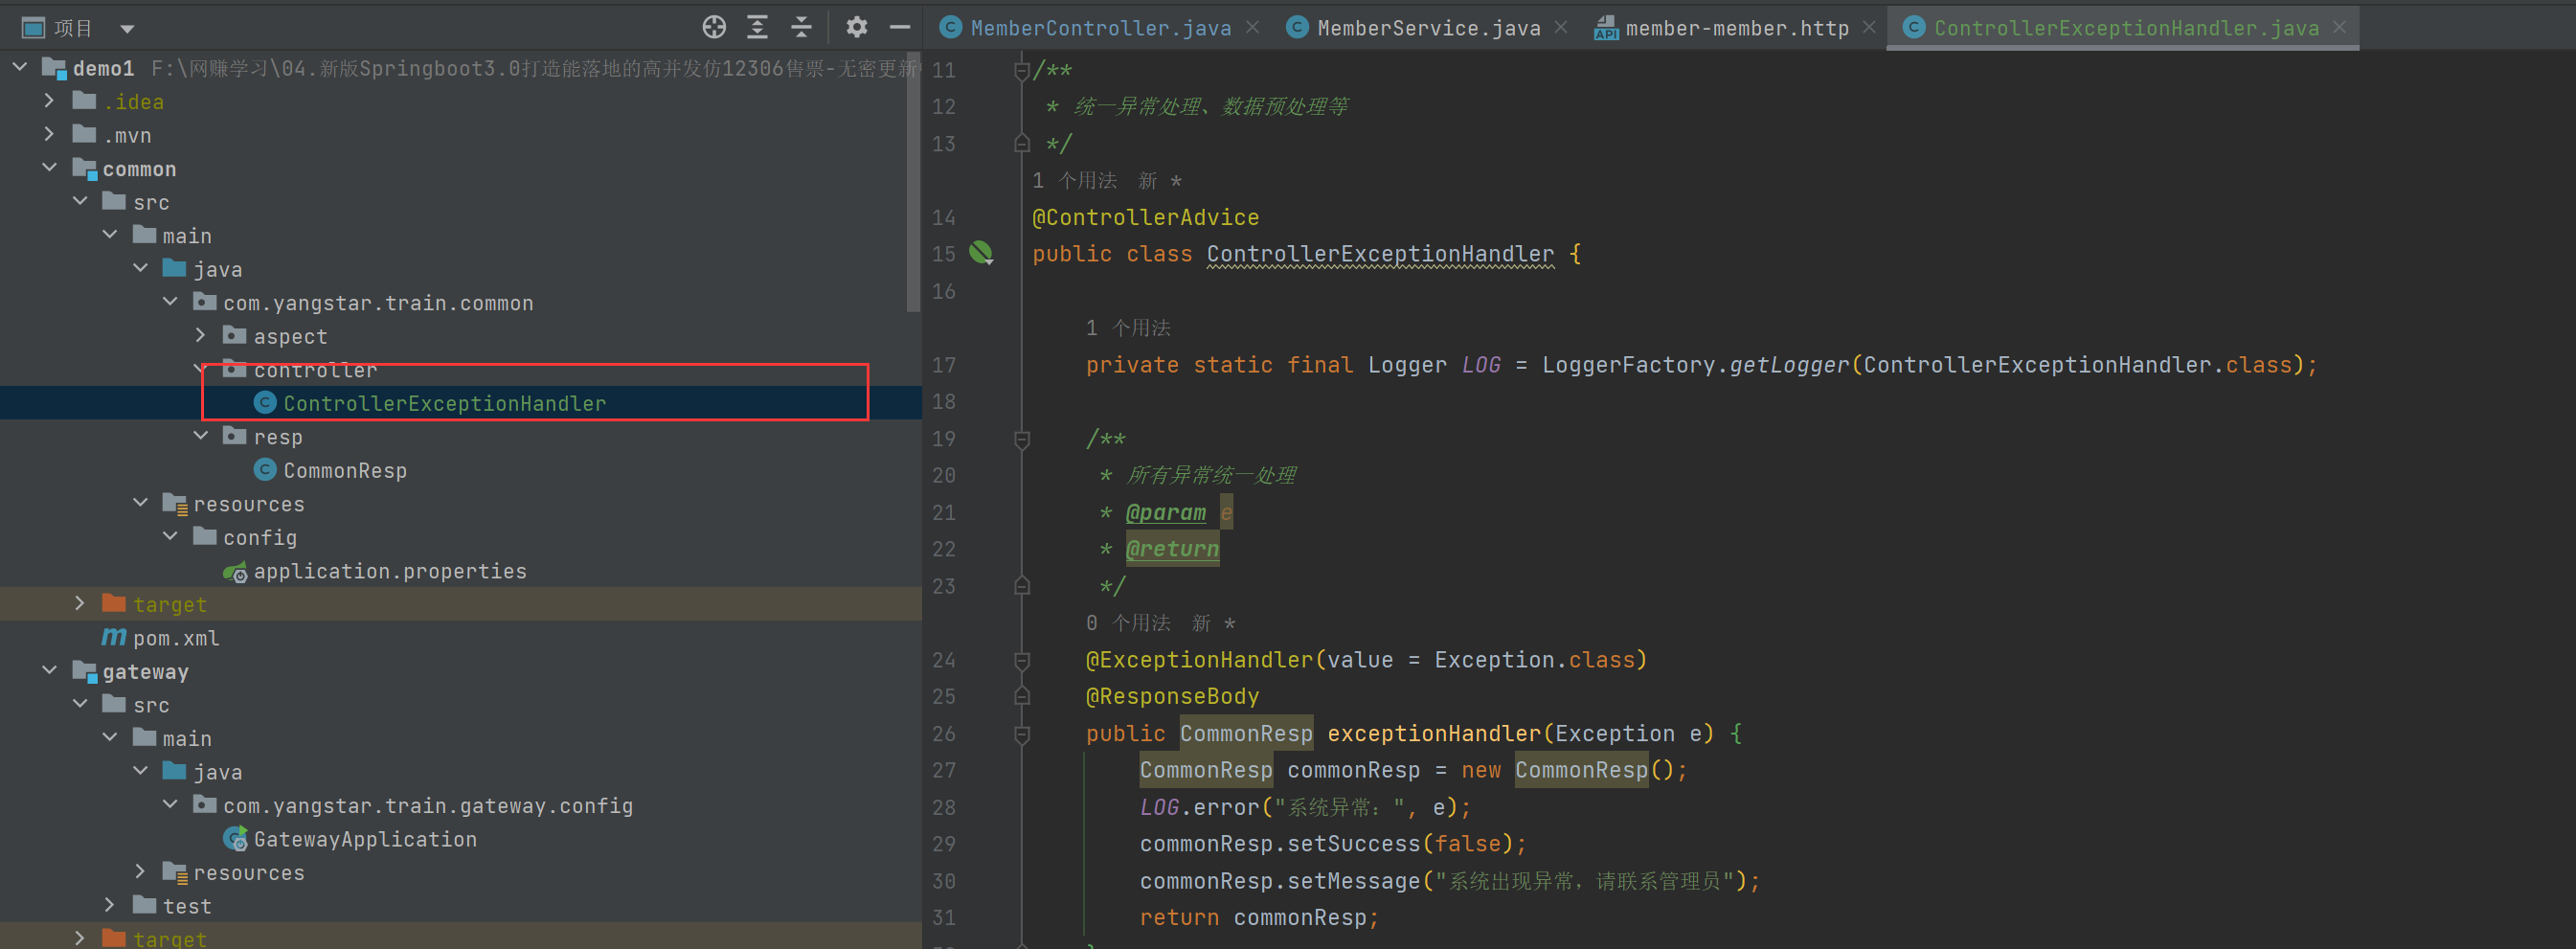 项目
demo1 F:\网赚学习\04.新版Springboot3.0打造能落地的高并发仿12306售票-无密更新
.idea
.mvn
common
src
main
java
com.yangstar.train.common
aspect
controller
ControllerExceptionHandler
resp
CommonResp
resources
config
application.properties
target
pom.xml
gateway
src
main
java
com.yangstar.train.gateway.config
GatewayApplication
resources
test
target
MemberController.java MemberService.java member-member.http ControllerExceptionHandler.java
11 /**
12 * 统一异常处理、数据预处理等
13 */
1 个用法 新 *
14 @ControllerAdvice
15 public class ControllerExceptionHandler {
16
1 个用法
17 private static final Logger LOG = LoggerFactory.getLogger(ControllerExceptionHandler.class);
18
19 /**
20 * 所有异常统一处理
21 * @param e
22 * @return
23 */
0 个用法 新 *
24 @ExceptionHandler(value = Exception.class)
25 @ResponseBody
26 public CommonResp exceptionHandler(Exception e) {
27 CommonResp commonResp = new CommonResp();
28 LOG.error("系统异常：", e);
29 commonResp.setSuccess(false);
30 commonResp.setMessage("系统出现异常，请联系管理员");
31 return commonResp;